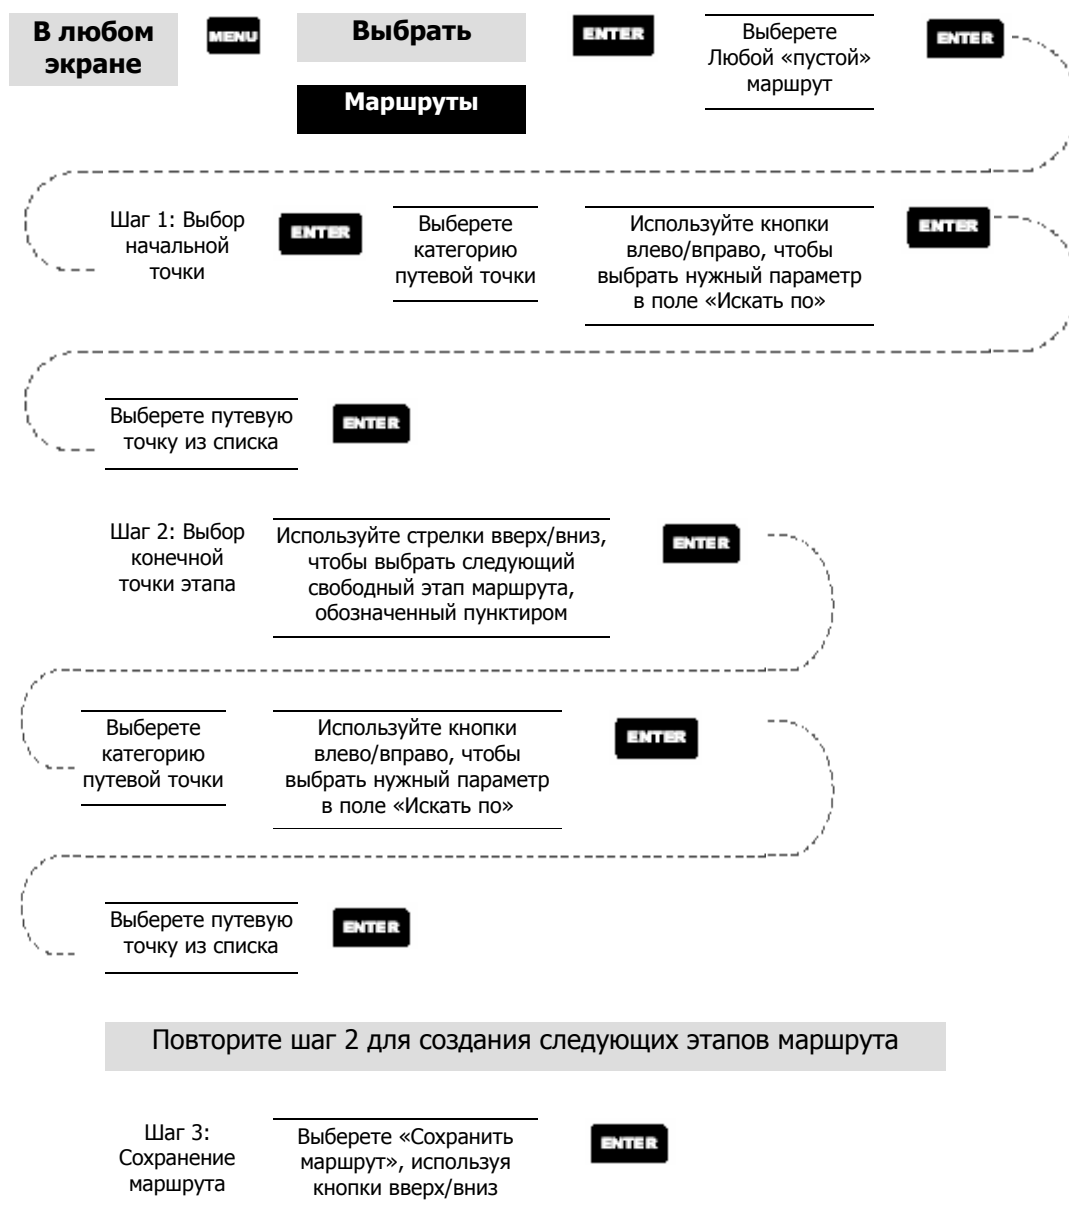 В любом
экране
MENU
Выбрать
Маршруты
ENTER
Выберете
Любой «пустой»
маршрут
ENTER
Шаг 1: Выбор
начальной
точки
ENTER
Выберете
категорию
путевой точки
Используйте кнопки
влево/вправо, чтобы
выбрать нужный параметр
в поле «Искать по»
ENTER
Выберете путевую
точку из списка
ENTER
Шаг 2: Выбор
конечной
точки этапа
Используйте стрелки вверх/вниз,
чтобы выбрать следующий
свободный этап маршрута,
обозначенный пунктиром
ENTER
Выберете
категорию
путевой точки
Используйте кнопки
влево/вправо, чтобы
выбрать нужный параметр
в поле «Искать по»
ENTER
Выберете путевую
точку из списка
ENTER
Повторите шаг 2 для создания следующих этапов маршрута
Шаг 3:
Сохранение
маршрута
Выберете «Сохранить
маршрут», используя
кнопки вверх/вниз
ENTER